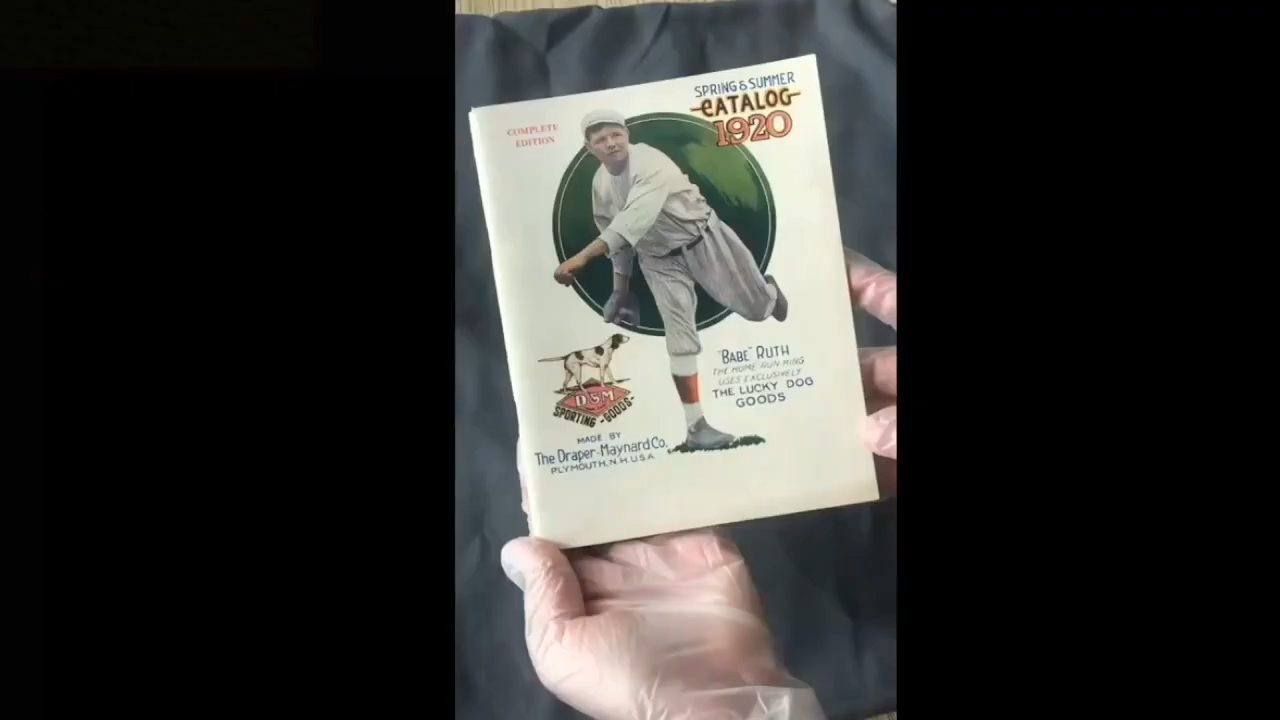 SPRING & SUMMER
CATALOG
1920
COMPLETE
EDITION
"BABE" RUTH
THE HOME RUN KING
USES EXCLUSIVELY
THE LUCKY DOG
GOODS
D&M
SPORTING GOODS
MADE BY
The Draper-Maynard Co.
PLYMOUTH, N.H. U.S.A.